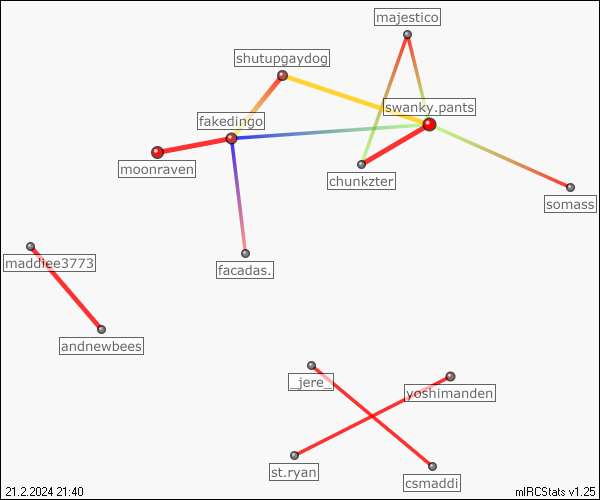 majestico
shutupgaydog
swanky.pants
fakedingo
moonraven
chunkzter
somass
maddiee3773
facadas.
andnewbees
_jere_
yoshimanden
st.ryan
csmaddi
21.2.2024 21:40
mIRCStats v1.25